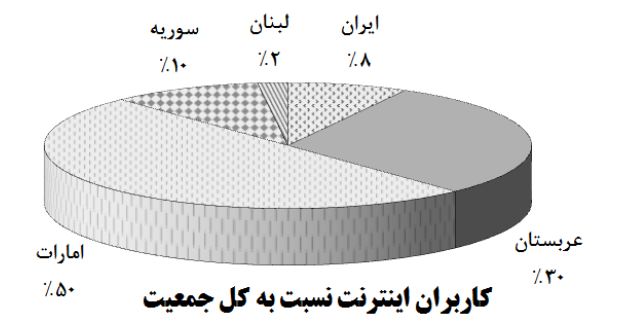 ایران
٪۸
لبنان
٪۲
سوریه
٪۱۰
عربستان
٪۳۰
امارات
٪۵۰
کاربران اینترنت نسبت به کل جمعیت